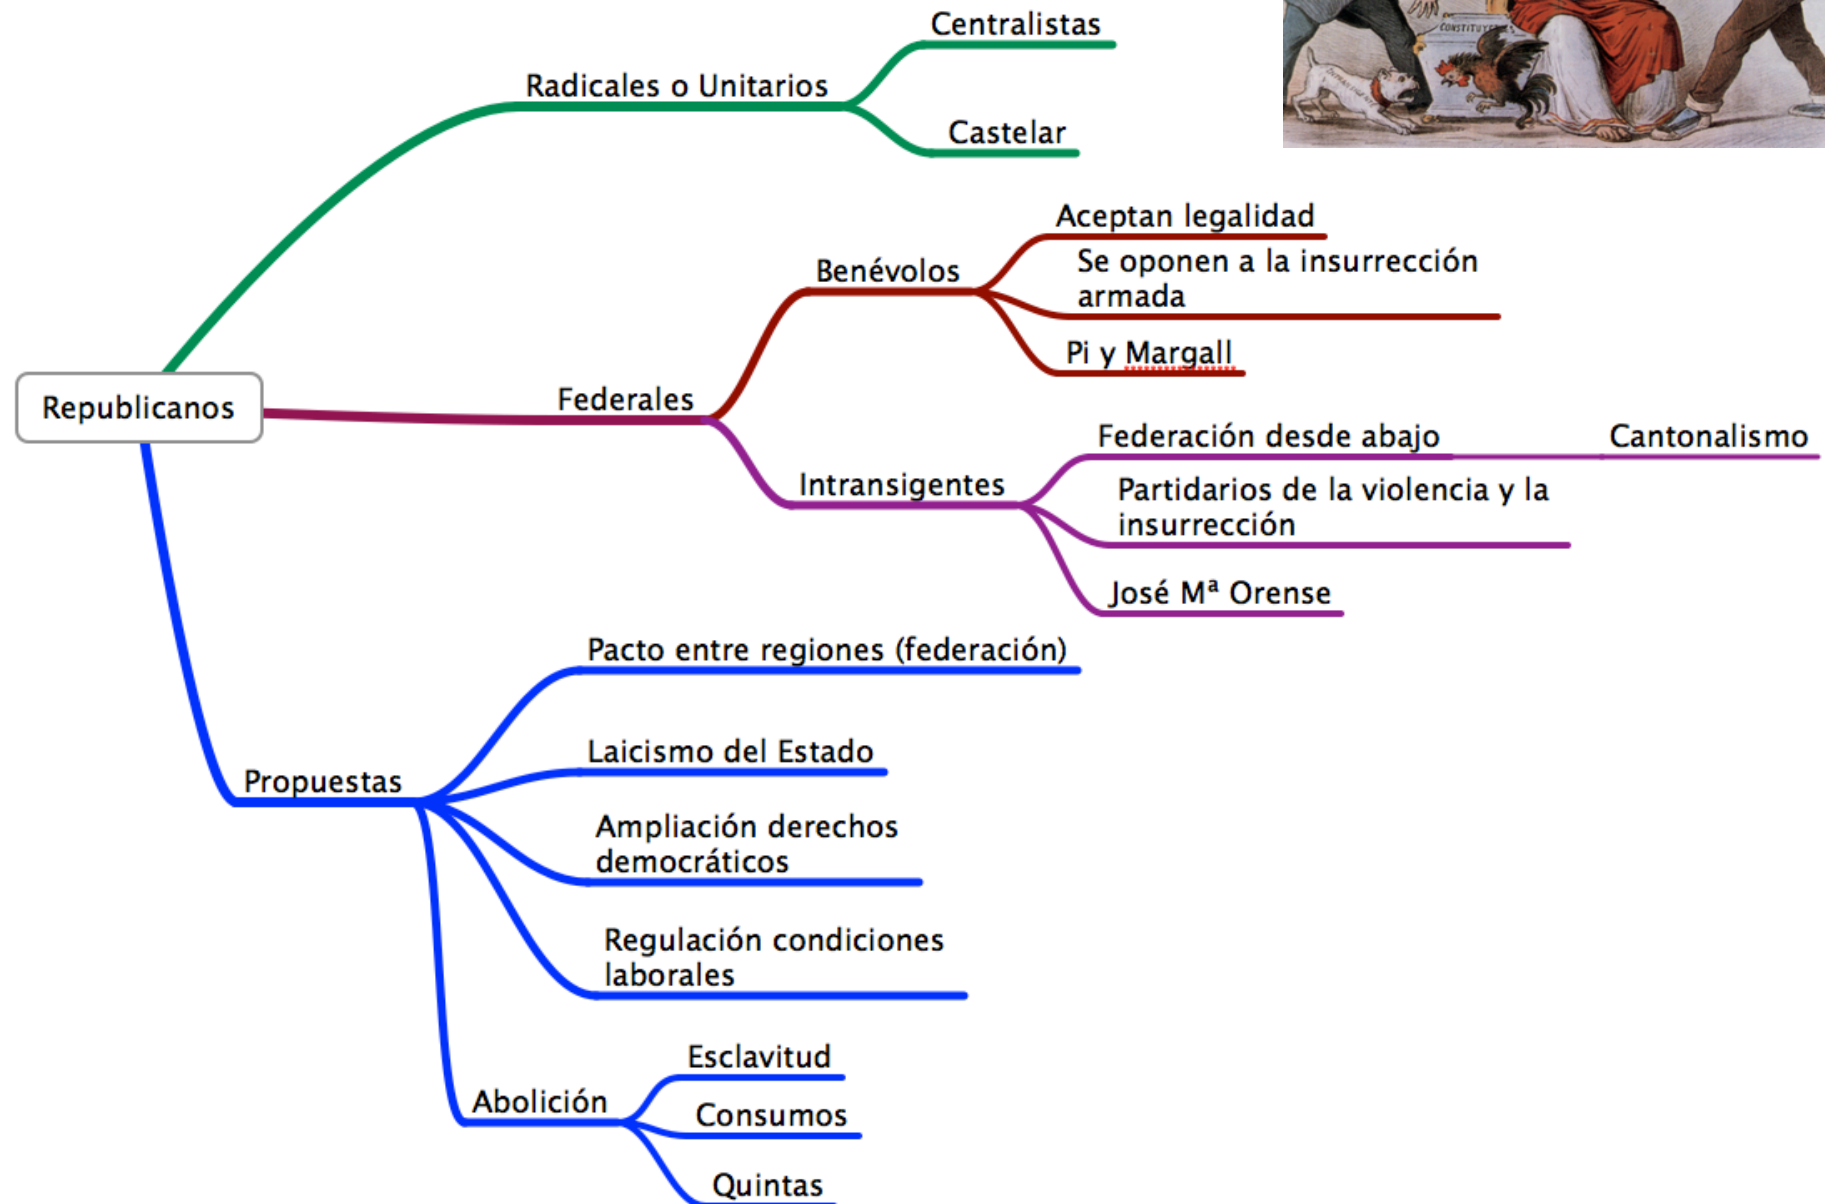 Centralistas
Radicales o Unitarios
Castelar
CONSTITUYENTES
Aceptan legalidad
Benévolos
Se oponen a la insurrección
armada
Pi y Margall
Federales
Republicanos
Federación desde abajo
Cantonalismo
Intransigentes
Partidarios de la violencia y la
insurrección
José Mª Orense
Pacto entre regiones (federación)
Laicismo del Estado
Propuestas
Ampliación derechos
democráticos
Regulación condiciones
laborales
Esclavitud
Abolición
Consumos
Quintas